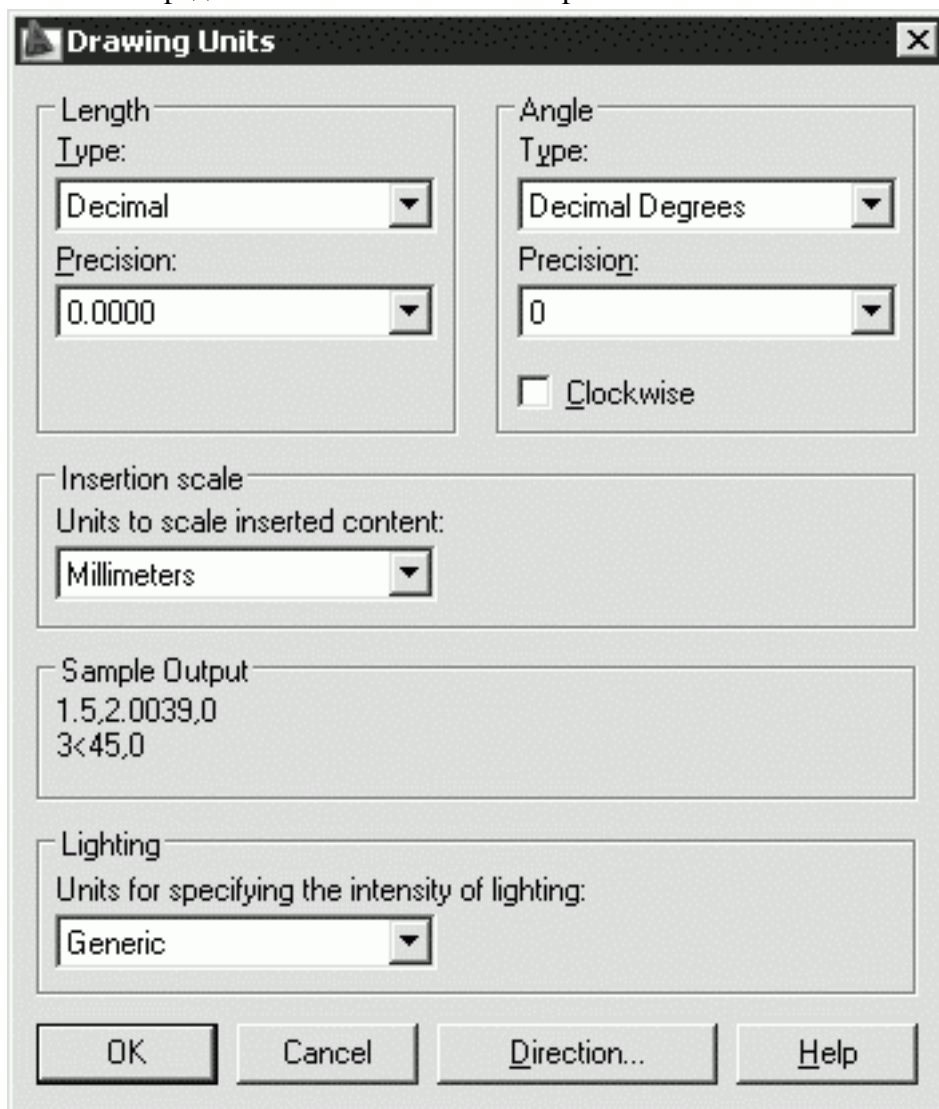 Drawing Units
Length
Type:
Decimal
Precision:
0.0000
Angle
Type:
Decimal Degrees
Precision:
0
Clockwise
Insertion scale
Units to scale inserted content:
Millimeters
Sample Output
1.5,2.0039,0
3<45,0
Lighting
Units for specifying the intensity of lighting:
Generic
OK Cancel Direction... Help